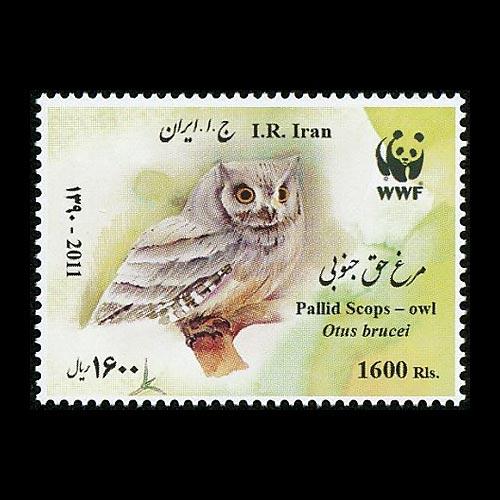 ج.ا.ایران I.R. Iran
WWF
۱۳۹۰ - 2011
مرغ حق جنوبی
Pallid Scops – owl
Otus brucei
۱۶۰۰ ریال
1600 Rls.